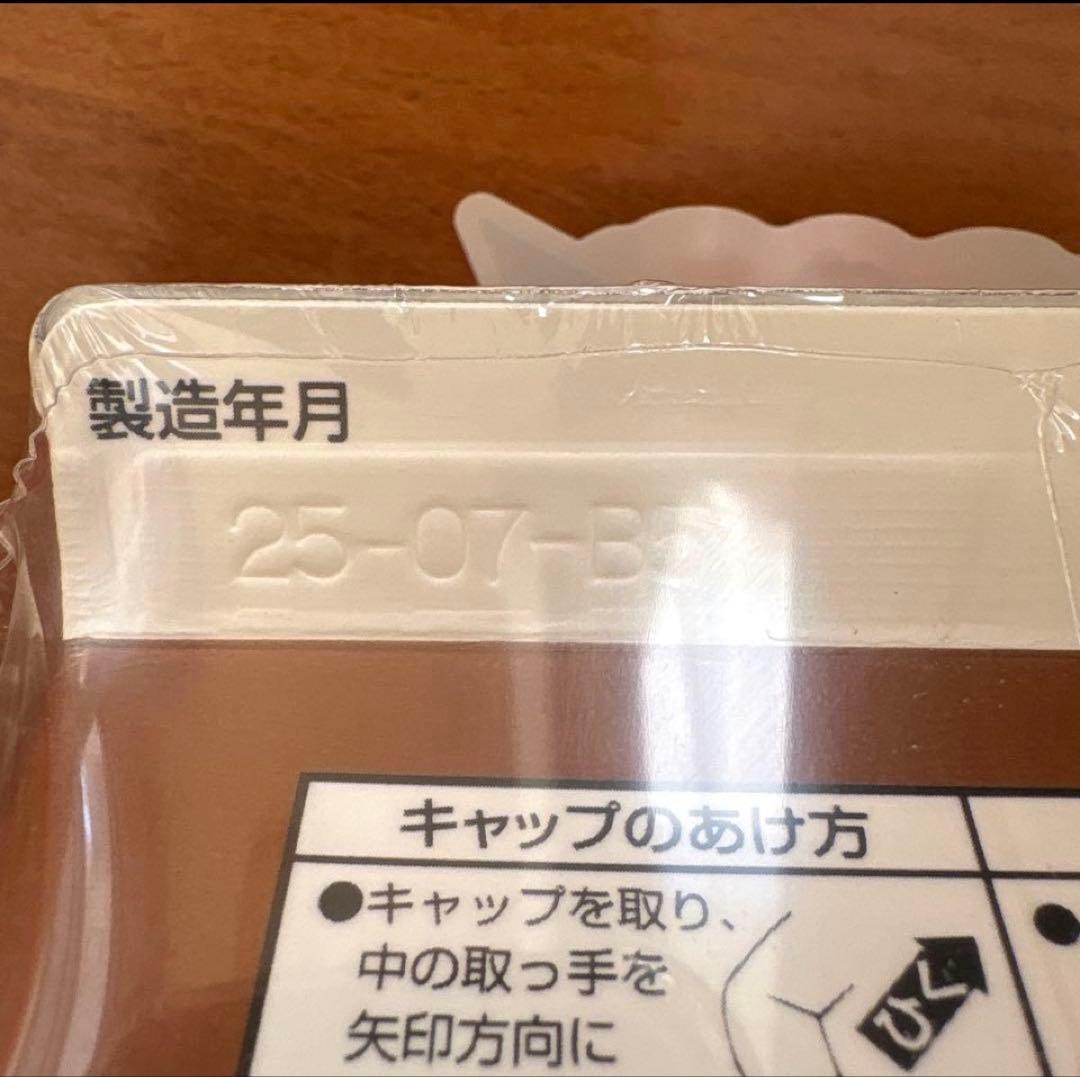 製造年月
25-07-B5
キャップのあけ方
●キャップを取り、
中の取っ手を
矢印方向に
ひく
●